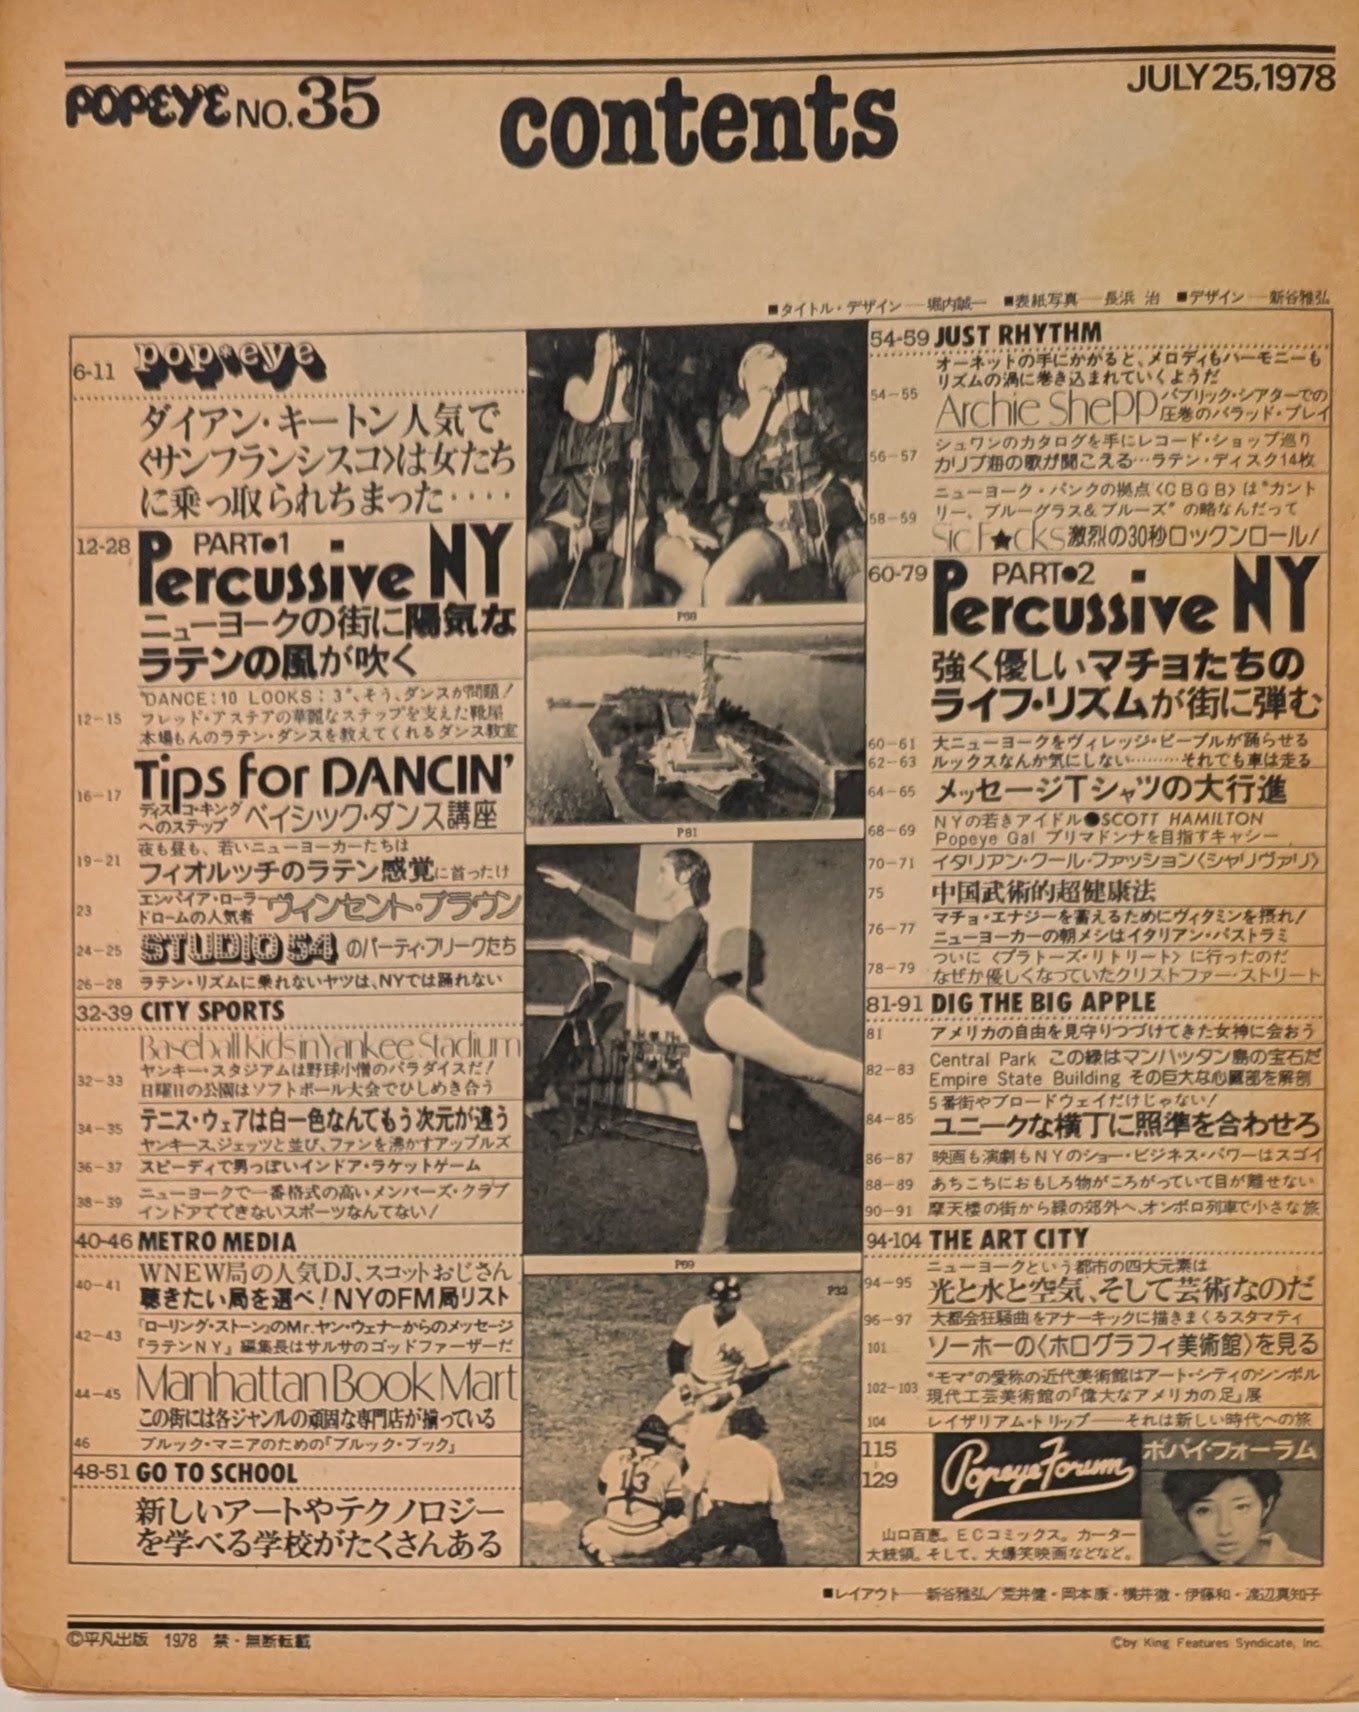 POPEYE NO.35
contents
JULY 25,1978
■タイトル・デザイン──堀内誠一 ■表紙写真──長浜 治 ■デザイン──新谷雅弘
6-11 pop★eye
ダイアン・キートン人気で
〈サンフランシスコ〉は女たち
に乗っ取られちまった‥‥
12-28 PART●1
Percussive NY
ニューヨークの街に陽気な
ラテンの風が吹く
12-15
"DANCE:10 LOOKS:3"、そう、ダンスが問題!
フレッド・アステアの華麗なステップを支えた靴屋
本場もんのラテン・ダンスを教えてくれるダンス教室
Tips for DANCIN'
16-17
ディスコ・キングへのステップ ベイシック・ダンス講座
19-21
夜も昼も、若いニューヨーカーたちは
フィオルッチのラテン感覚に首ったけ
23
エンパイア・ローラードロームの人気者 ヴィンセント・ブラウン
24-25 STUDIO 54 のパーティ・フリークたち
26-28 ラテン・リズムに乗れないヤツは、NYでは踊れない
32-39 CITY SPORTS
Baseball Kids in Yankee Stadium
32-33
ヤンキー・スタジアムは野球小僧のパラダイスだ!
日曜日の公園はソフトボール大会でひしめき合う
34-35
テニス・ウェアは白一色なんてもう次元が違う
ヤンキース、ジェッツと並び、ファンを沸かすアップルズ
36-37 スピーディで男っぽいインドア・ラケットゲーム
38-39
ニューヨークで一番格式の高いメンバーズ・クラブ
インドアでできないスポーツなんてない!
40-46 METRO MEDIA
40-41
WNEW局の人気DJ、スコットおじさん
聴きたい局を選べ!NYのFM局リスト
42-43
『ローリング・ストーン』のMr.ヤン・ウェナーからのメッセージ
『ラテンNY』編集長はサルサのゴッドファーザーだ
44-45
Manhattan Book Mart
この街には各ジャンルの頑固な専門店が揃っている
46 ブルック・マニアのための『ブルック・ブック』
48-51 GO TO SCHOOL
新しいアートやテクノロジー
を学べる学校がたくさんある
P81
P32
54-59 JUST RHYTHM
54-55
オーネットの手にかかると、メロディもハーモニーも
リズムの渦に巻き込まれていくようだ
Archie Shepp パブリック・シアターでの圧巻のバラッド・プレイ
56-57
シュワンのカタログを手にレコード・ショップ巡り
カリブ海の歌が聞こえる…ラテン・ディスク14枚
58-59
ニューヨーク・パンクの拠点〈CBGB〉は"カント
リー、ブルーグラス&ブルーズ"の略なんだって
Sic F★cks 激烈の30秒ロックンロール!
60-79 PART●2
Percussive NY
強く優しいマチョたちの
ライフ・リズムが街に弾む
60-61 大ニューヨークをヴィレッジ・ピープルが踊らせる
62-63 ルックスなんか気にしない………それでも車は走る
64-65 メッセージTシャツの大行進
68-69
NYの若きアイドル●SCOTT HAMILTON
Popeye Gal プリマドンナを目指すキャシー
70-71 イタリアン・クール・ファッション〈シャリヴァリ〉
75 中国武術的超健康法
76-77
マチョ・エナジーを蓄えるためにヴィタミンを摂れ!
ニューヨーカーの朝メシはイタリアン・パストラミ
78-79
ついに〈プラトーズ・リトリート〉に行ったのだ
なぜか優しくなっていたクリストファー・ストリート
81-91 DIG THE BIG APPLE
81 アメリカの自由を見守りつづけてきた女神に会おう
82-83
Central Park この緑はマンハッタン島の宝石だ
Empire State Building その巨大な心臓部を解剖
84-85
5番街やブロードウェイだけじゃない!
ユニークな横丁に照準を合わせろ
86-87 映画も演劇もNYのショー・ビジネス・パワーはスゴイ
88-89 あちこちにおもしろ物がころがっていて目が離せない
90-91 摩天楼の街から緑の郊外へ、オンボロ列車で小さな旅
94-104 THE ART CITY
94-95
ニューヨークという都市の四大元素は
光と水と空気、そして芸術なのだ
96-97 大都会狂騒曲をアナーキックに描きまくるスタマティ
101 ソーホーの〈ホログラフィ美術館〉を見る
102-103
"モマ"の愛称の近代美術館はアート・シティのシンボル
現代工芸美術館の『偉大なアメリカの足』展
104 レイザリアム・トリップ──それは新しい時代への旅
115-129
Popeye Forum
ポパイ・フォーラム
山口百恵。ECコミックス。カーター
大統領。そして、大爆笑映画などなど。
■レイアウト──新谷雅弘/荒井健・岡本康・横井徹・伊藤和・渡辺真知子
©平凡出版 1978 禁・無断転載
©by King Features Syndicate, Inc.
13